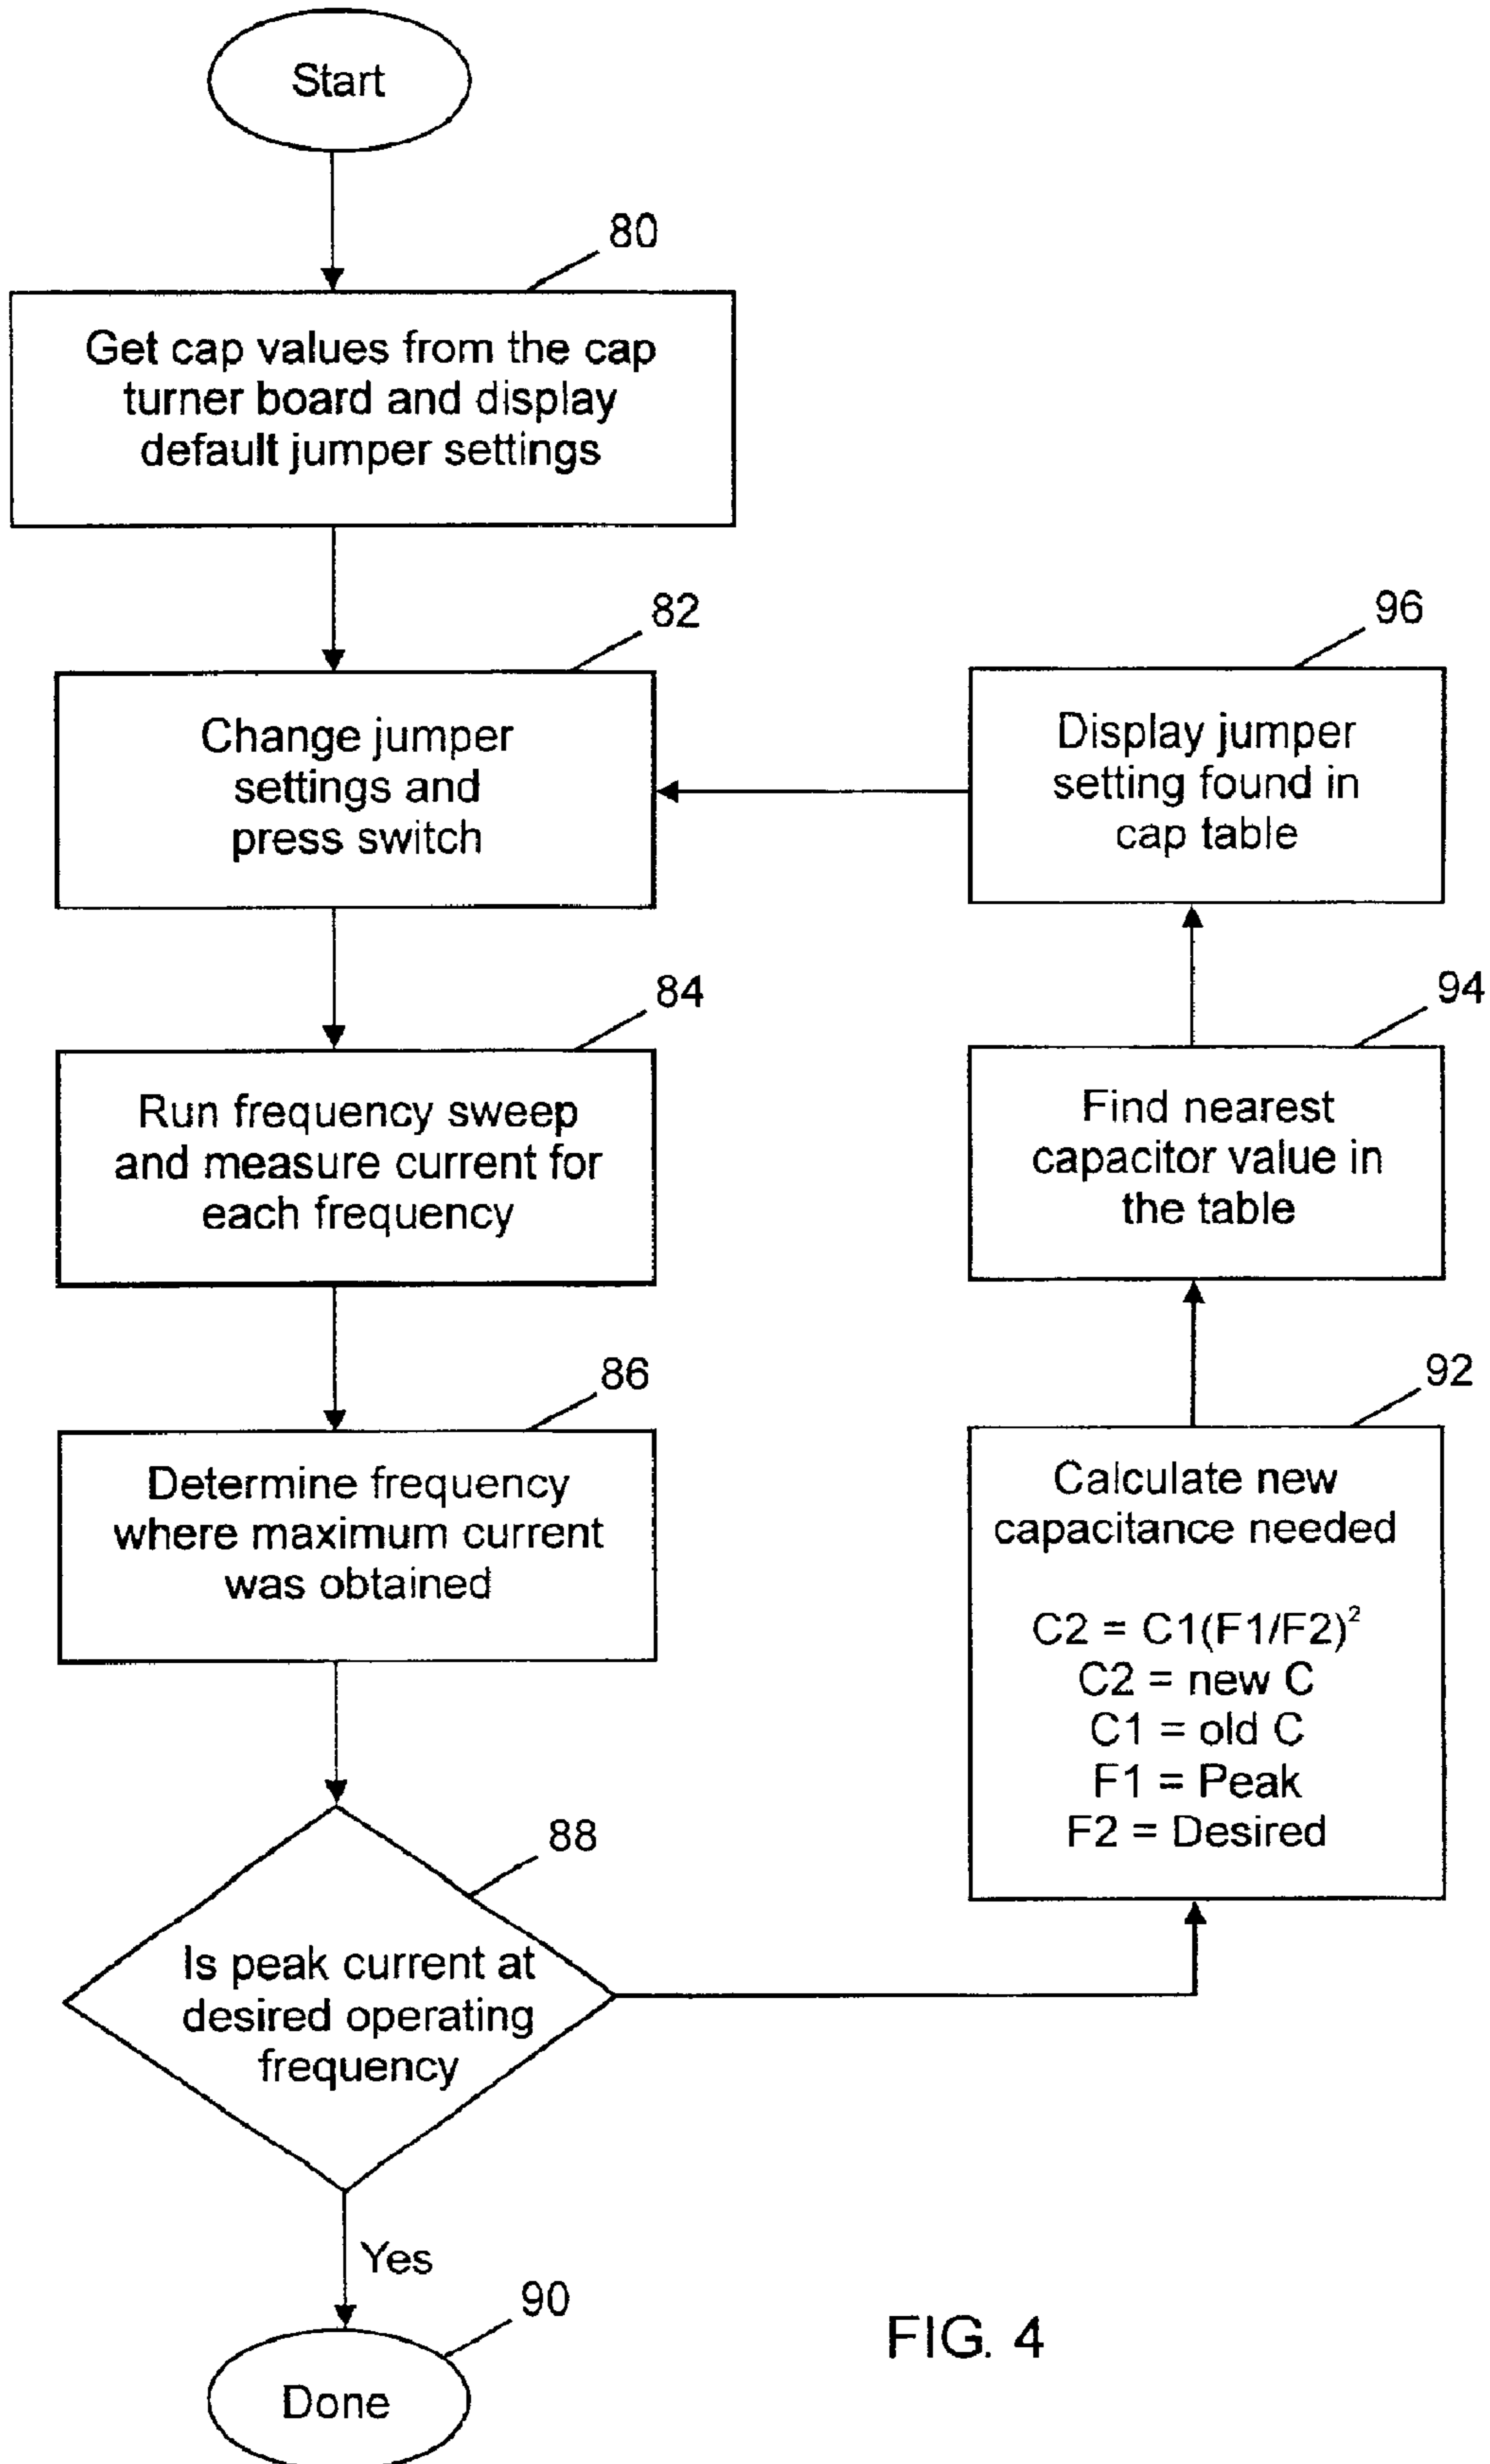 Start
80
Get cap values from the cap
turner board and display
default jumper settings
82
Change jumper
settings and
press switch
84
Run frequency sweep
and measure current for
each frequency
86
Determine frequency
where maximum current
was obtained
88
Is peak current at
desired operating
frequency
Yes
90
Done
92
Calculate new
capacitance needed
C2 = C1(F1/F2)²
C2 = new C
C1 = old C
F1 = Peak
F2 = Desired
94
Find nearest
capacitor value in
the table
96
Display jumper
setting found in
cap table
FIG. 4